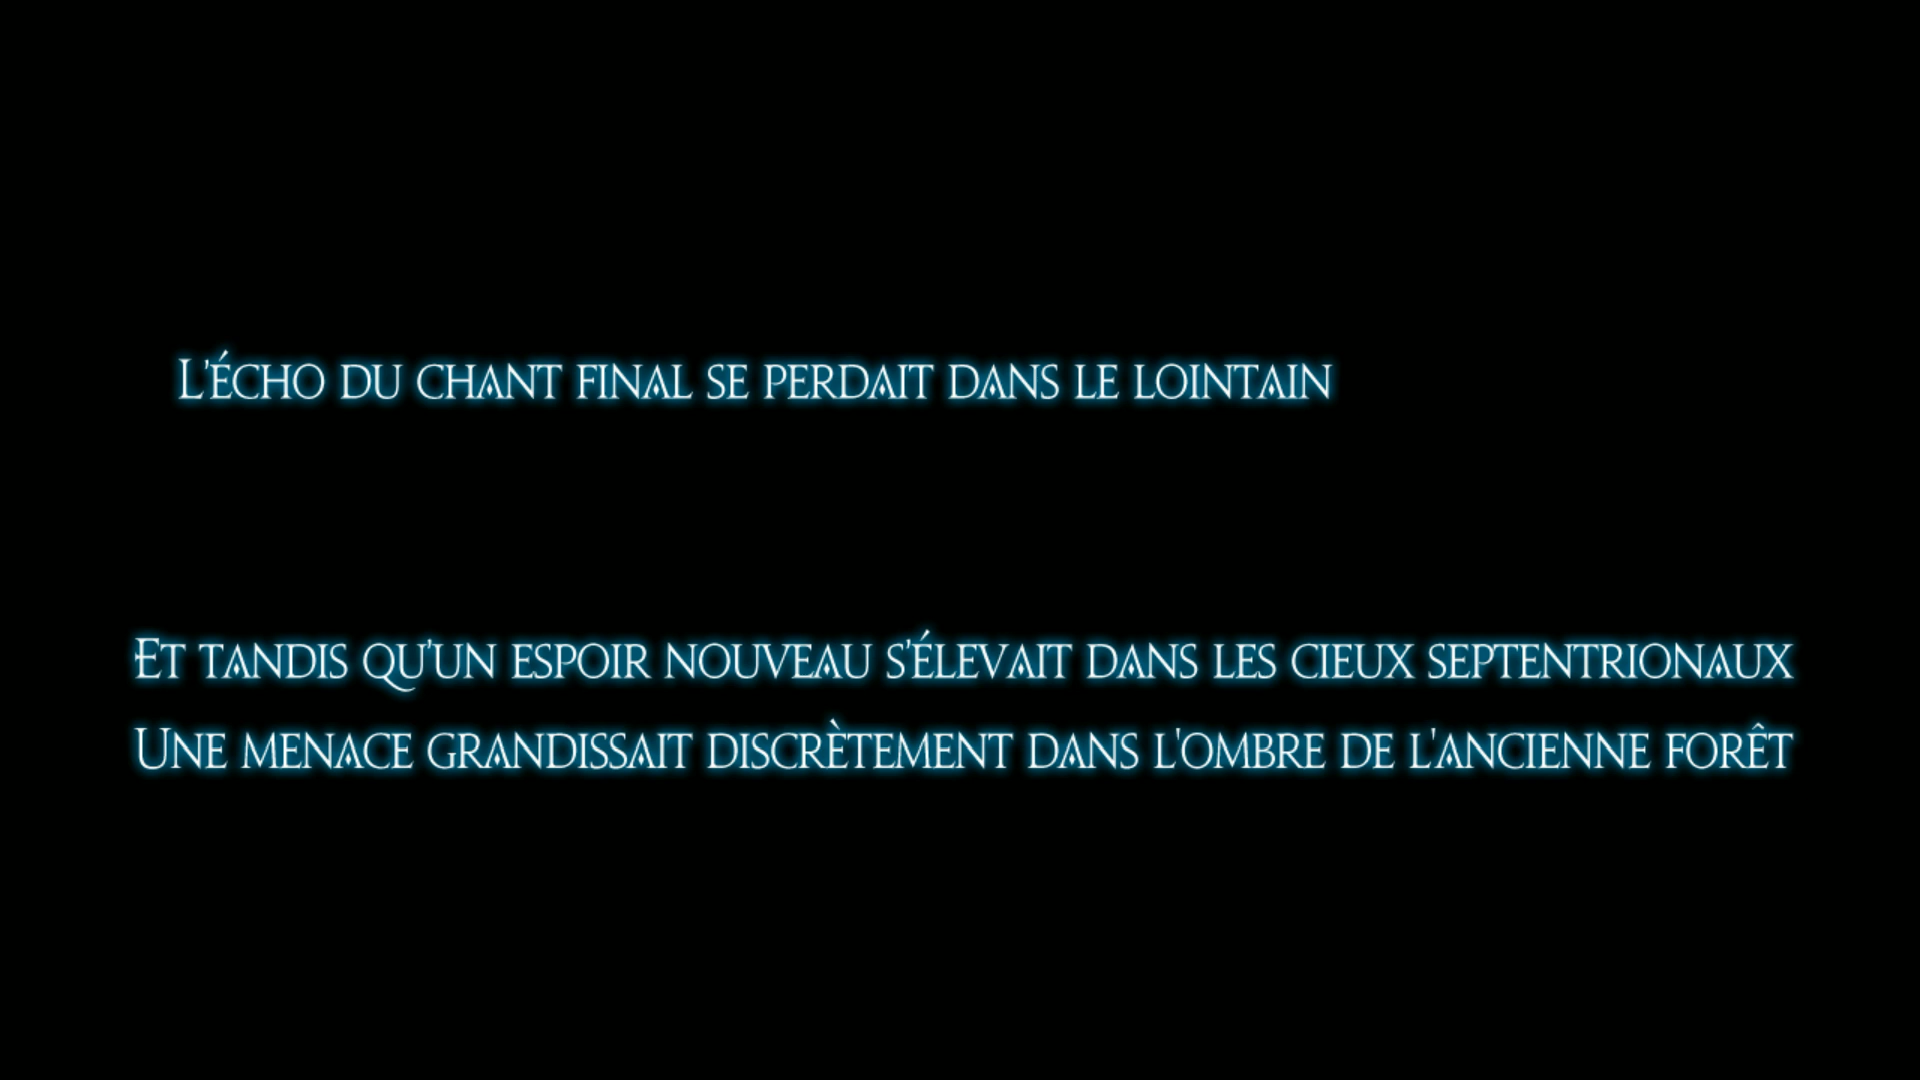 L'écho du chant final se perdait dans le lointain
Et tandis qu'un espoir nouveau s'élevait dans les cieux septentrionaux
Une menace grandissait discrètement dans l'ombre de l'ancienne forêt